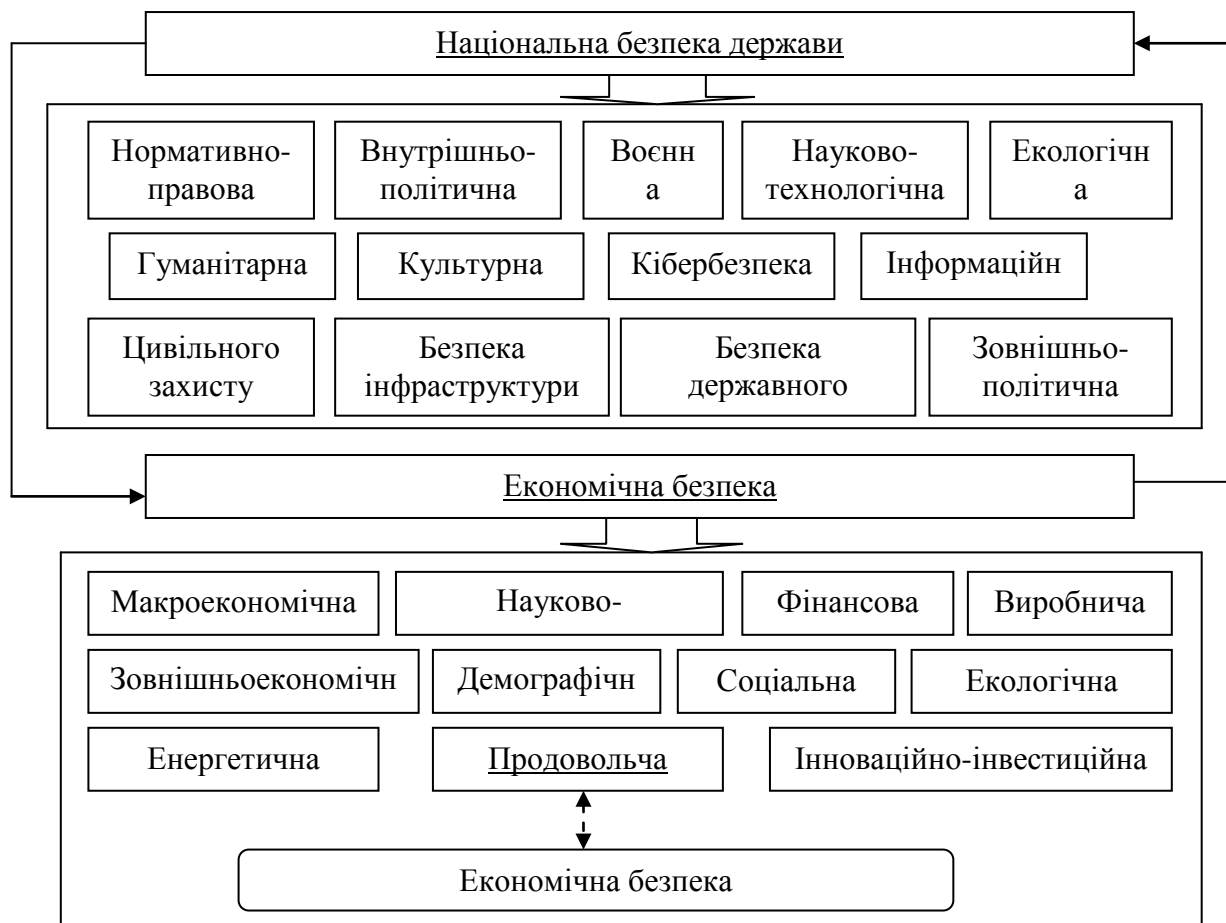 Національна безпека держави
Нормативно-
правова
Внутрішньо-
політична
Воєнн
а
Науково-
технологічна
Екологічн
а
Гуманітарна
Культурна
Кібербезпека
Інформаційн
Цивільного
захисту
Безпека
інфраструктури
Безпека
державного
Зовнішньо-
політична
Економічна безпека
Макроекономічна
Науково-
Фінансова
Виробнича
Зовнішньоекономічн
Демографічн
Соціальна
Екологічна
Енергетична
Продовольча
Інноваційно-інвестиційна
Економічна безпека